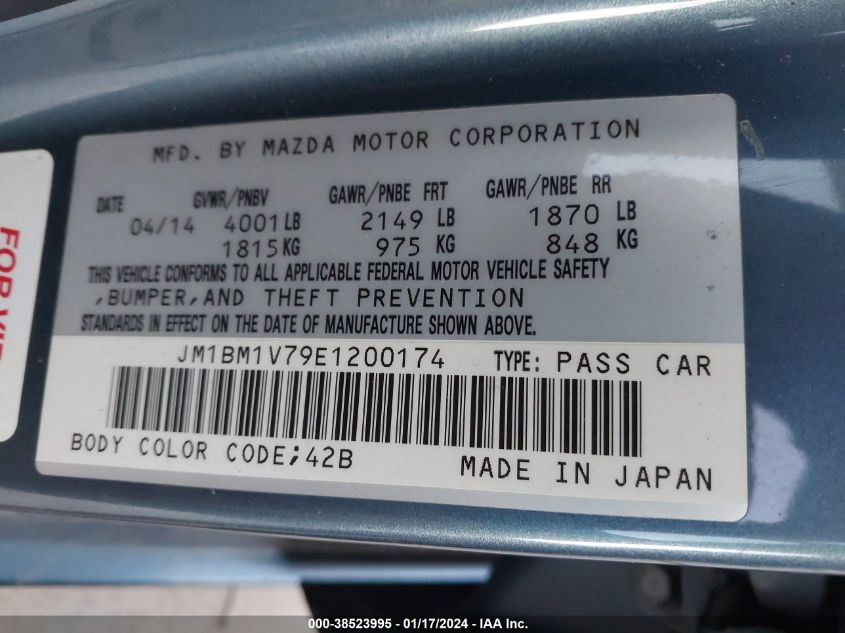 MFD. BY MAZDA MOTOR CORPORATION
DATE GVWR/PNBV GAWR/PNBE FRT GAWR/PNBE RR
04/14 4001 LB 2149 LB 1870 LB
1815 KG 975 KG 848 KG
THIS VEHICLE CONFORMS TO ALL APPLICABLE FEDERAL MOTOR VEHICLE SAFETY
,BUMPER,AND THEFT PREVENTION
STANDARDS IN EFFECT ON THE DATE OF MANUFACTURE SHOWN ABOVE.
JM1BM1V79E1200174 TYPE: PASS CAR
BODY COLOR CODE;42B MADE IN JAPAN
FOR
000-38523995 - 01/17/2024 - IAA Inc.